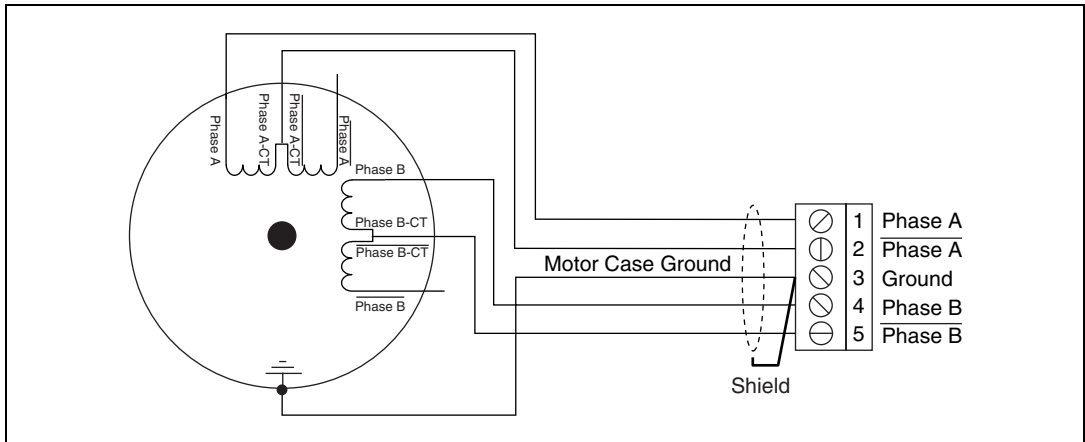 Phase A
Phase A-CT
Phase A-CT
Phase A
Phase B
Phase B-CT
Phase B-CT
Phase B
Motor Case Ground
Shield
1 Phase A
2 Phase A
3 Ground
4 Phase B
5 Phase B